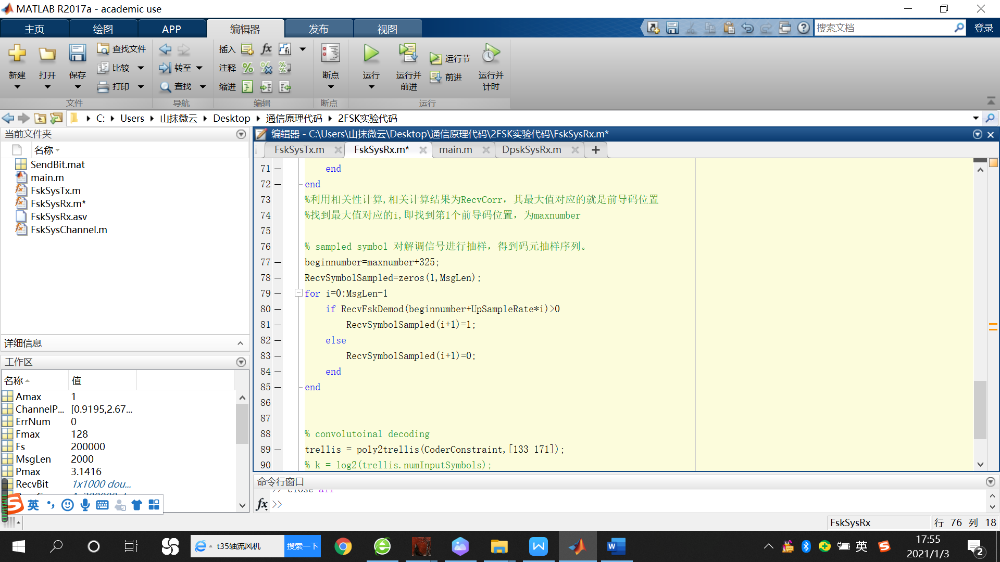 MATLAB R2017a - academic use
主页 绘图 APP 编辑器 发布 视图 搜索文档 登录
新建 打开 保存 查找文件 比较 打印 转至 查找 插入 注释 缩进 断点 运行 运行并前进 运行节 前进 运行并计时
文件 导航 编辑 断点 运行
C: Users 山抹微云 Desktop 通信原理代码 2FSK实验代码
当前文件夹
名称
SendBit.mat
main.m
FskSysTx.m
FskSysRx.m*
FskSysRx.asv
FskSysChannel.m
详细信息
工作区
名称 值
Amax 1
ChannelP... [0.9195,2.67...
ErrNum 0
Fmax 128
Fs 200000
MsgLen 2000
Pmax 3.1416
RecvBit 1x1000 dou...
编辑器 - C:\Users\山抹微云\Desktop\通信原理代码\2FSK实验代码\FskSysRx.m*
FskSysTx.m FskSysRx.m* main.m DpskSysRx.m
71 end
72 end
73 %利用相关性计算,相关计算结果为RecvCorr，其最大值对应的就是前导码位置
74 %找到最大值对应的i,即找到第1个前导码位置，为maxnumber
75
76 % sampled symbol 对解调信号进行抽样，得到码元抽样序列。
77 beginnumber=maxnumber+325;
78 RecvSymbolSampled=zeros(1,MsgLen);
79 for i=0:MsgLen-1
80 if RecvFskDemod(beginnumber+UpSampleRate*i)>0
81 RecvSymbolSampled(i+1)=1;
82 else
83 RecvSymbolSampled(i+1)=0;
84 end
85 end
86
87
88 % convolutoinal decoding
89 trellis = poly2trellis(CoderConstraint,[133 171]);
90 % k = log2(trellis.numInputSymbols);
命令行窗口
>> close all
fx >>
英
FskSysRx 行 76 列 18
t35轴流风机 搜索一下
英
17:55
2021/1/3
2